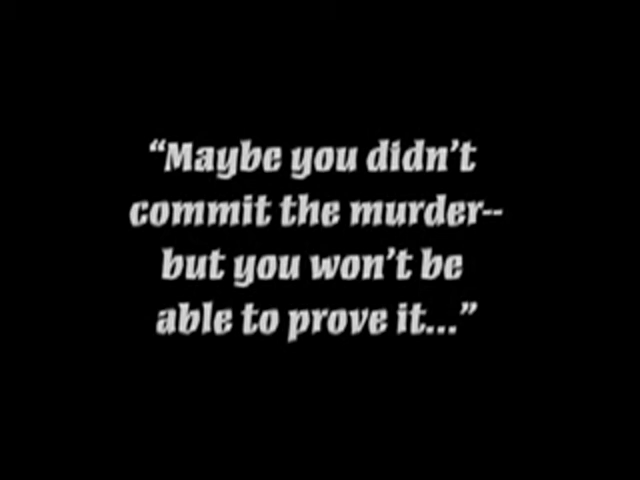 “Maybe you didn’t
commit the murder--
but you won’t be
able to prove it...”